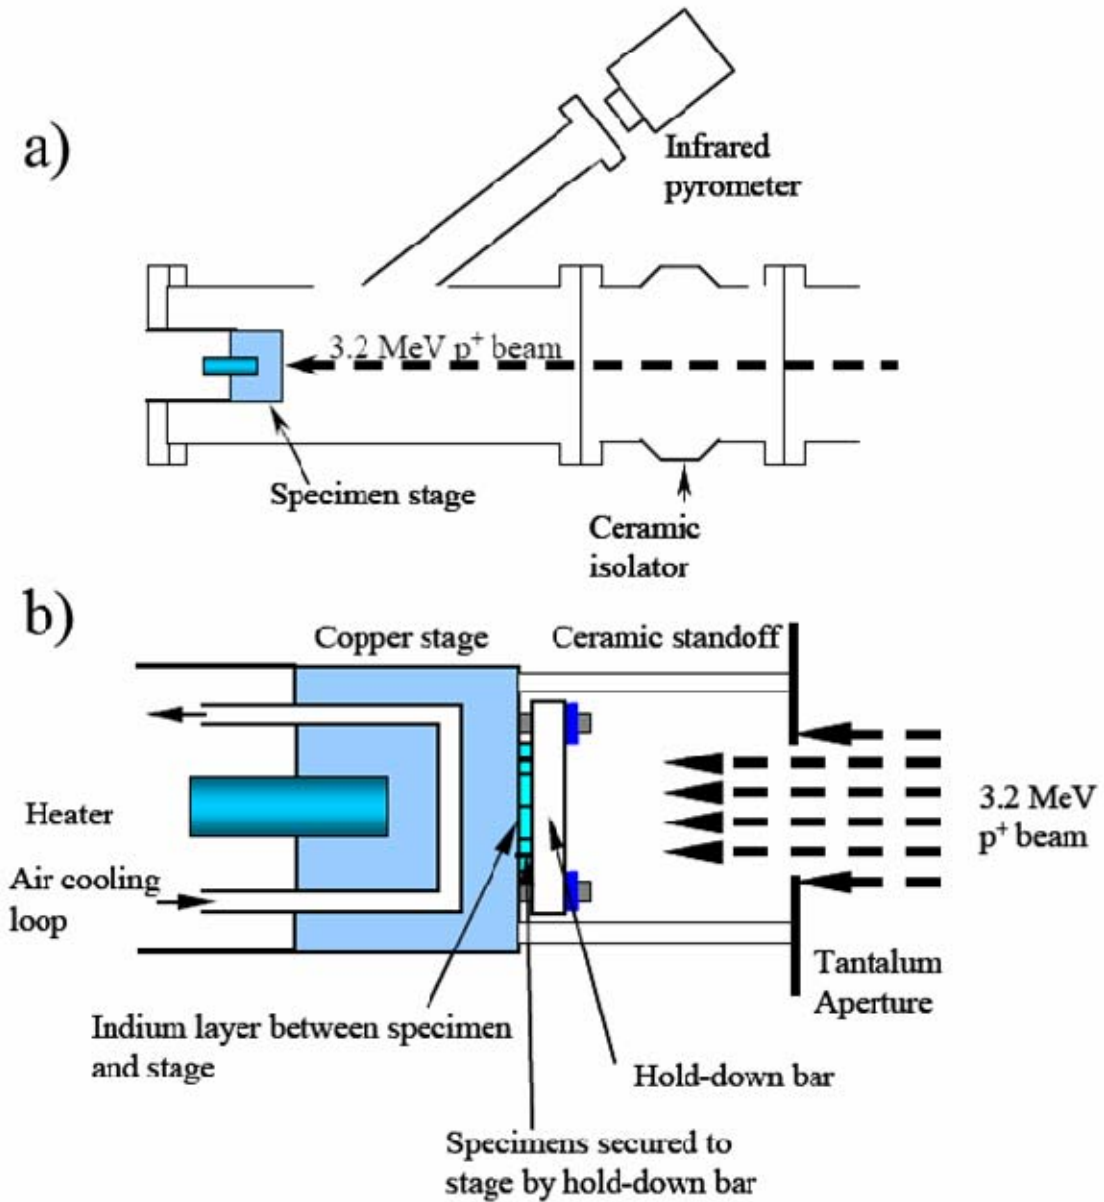 a)
Infrared
pyrometer
3.2 MeV p⁺ beam
Specimen stage
Ceramic
isolator
b)
Copper stage
Ceramic standoff
Heater
3.2 MeV
p⁺ beam
Air cooling
loop
Tantalum
Aperture
Indium layer between specimen
and stage
Hold-down bar
Specimens secured to
stage by hold-down bar